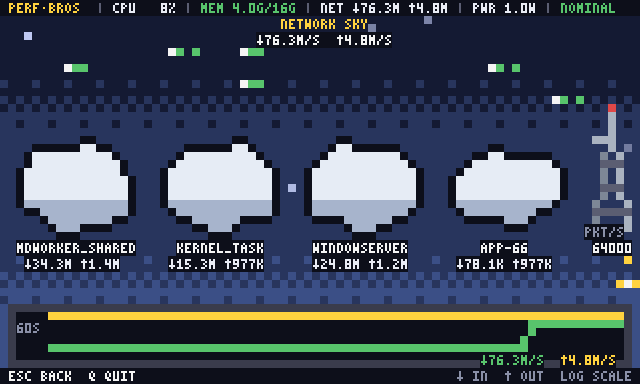 PERF·BROS | CPU 8% | MEM 4.0G/16G | NET ↓76.3M ↑4.8M | PWR 1.0W | NOMINAL
NETWORK SKY
↓76.3M/S ↑4.8M/S
PKT/S
MDWORKER_SHARED KERNEL_TASK WINDOWSERVER APP-66 64000
↓34.3M ↑1.4M ↓15.3M ↑977K ↓24.8M ↑1.2M ↓78.1K ↑977K
60S
↓76.3M/S ↑4.8M/S
ESC BACK Q QUIT ↓ IN ↑ OUT LOG SCALE